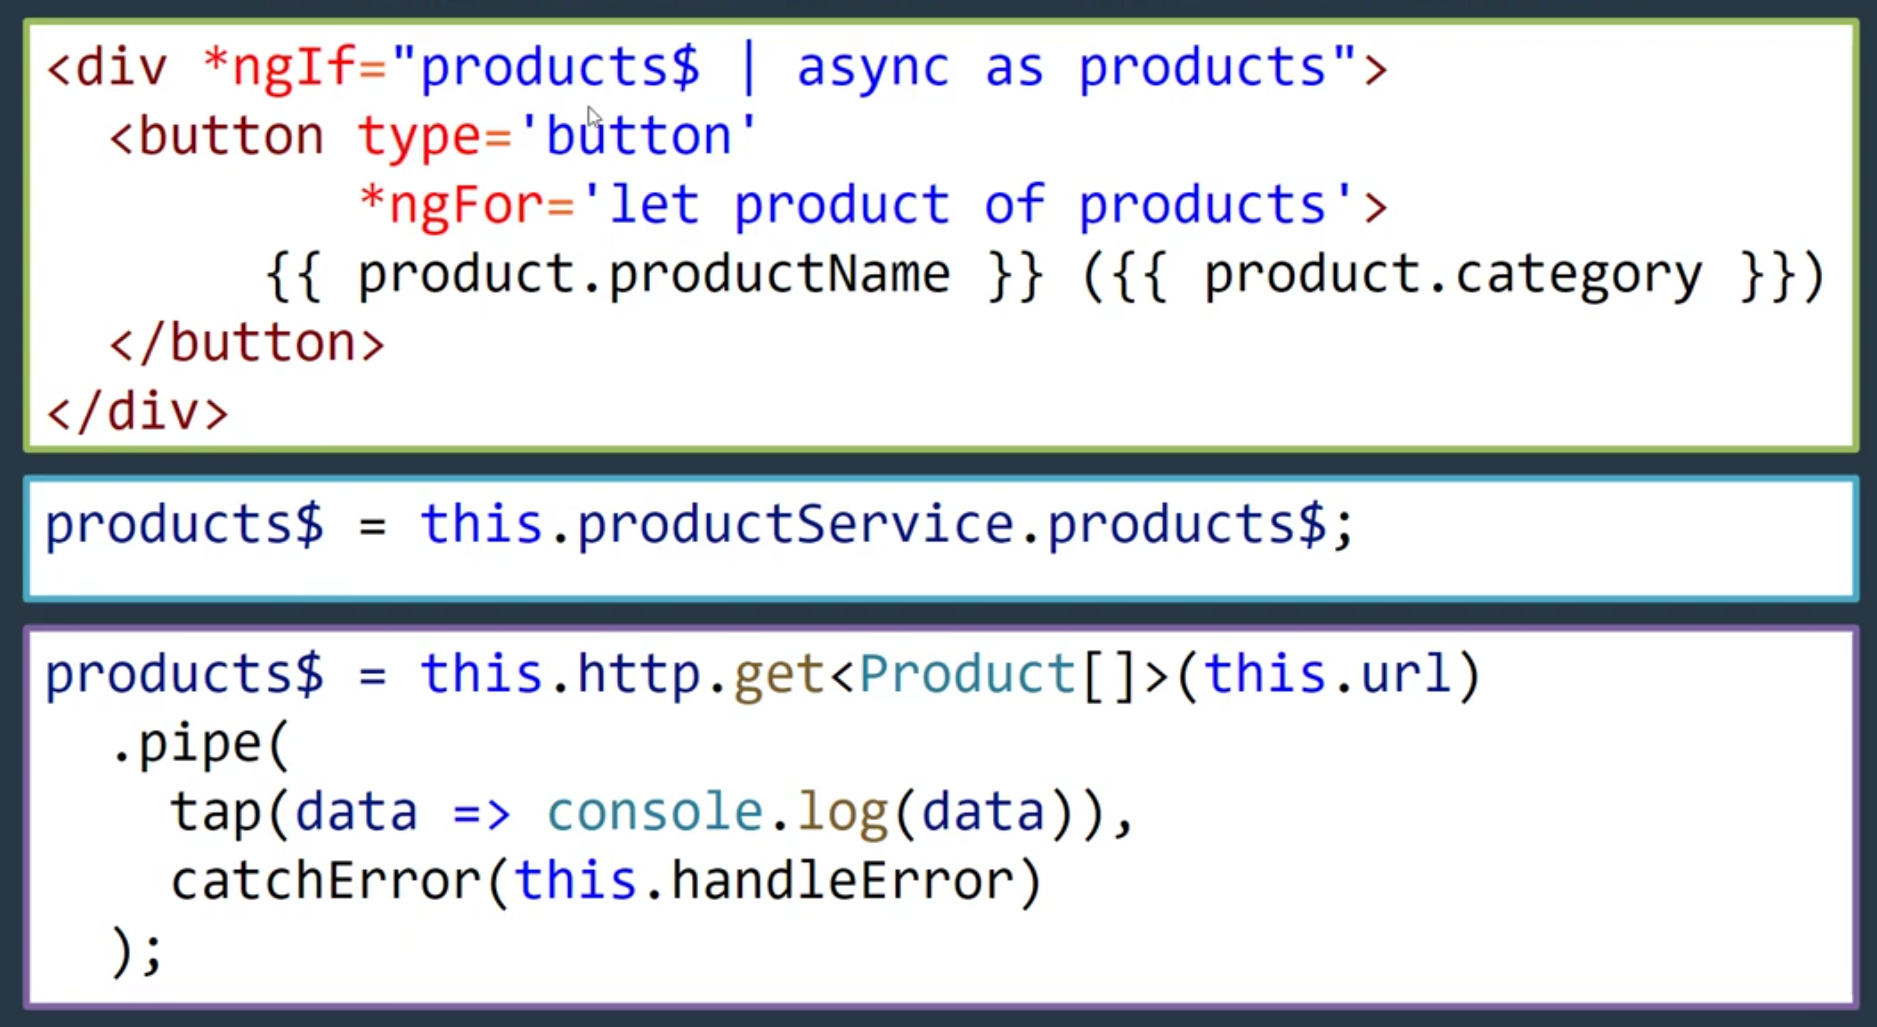 <div *ngIf="products$ | async as products">
<button type='button'
*ngFor='let product of products'>
{{ product.productName }} ({{ product.category }})
</button>
</div>
products$ = this.productService.products$;
products$ = this.http.get<Product[]>(this.url)
.pipe(
tap(data => console.log(data)),
catchError(this.handleError)
);